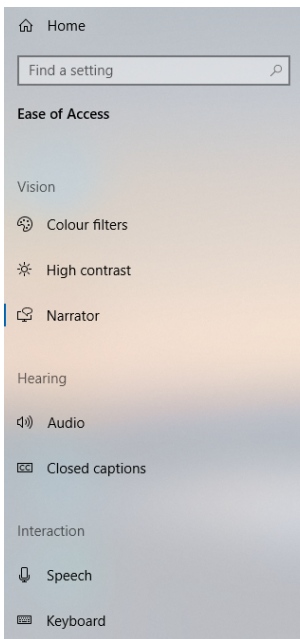 Home
Find a setting
Ease of Access
Vision
Colour filters
High contrast
Narrator
Hearing
Audio
Closed captions
Interaction
Speech
Keyboard